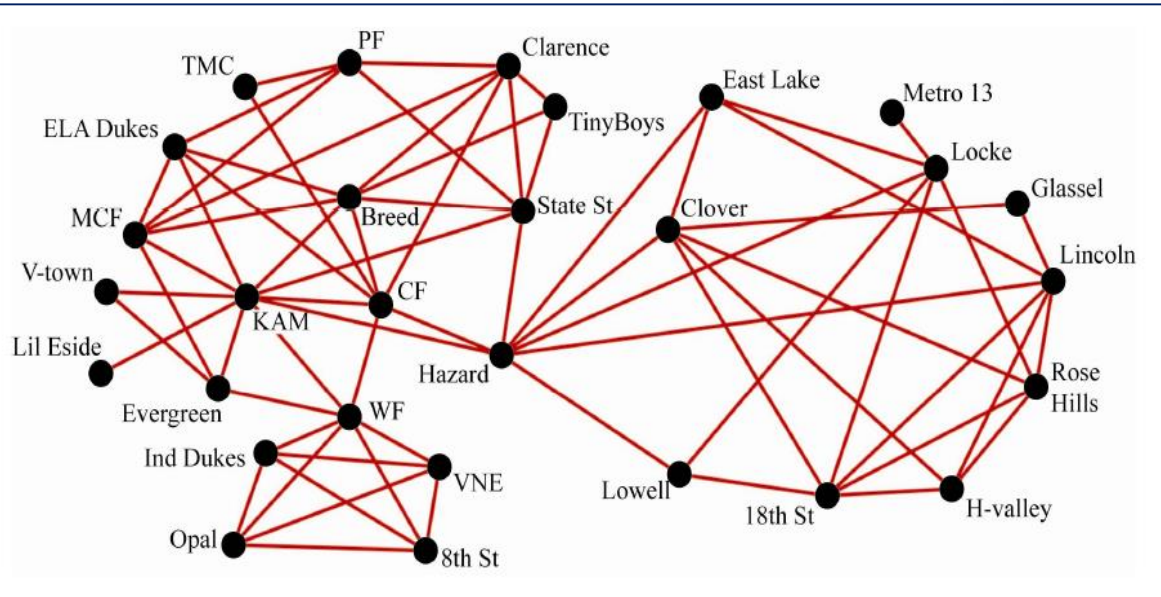 PF
Clarence
TMC
East Lake
Metro 13
TinyBoys
ELA Dukes
Locke
Glassel
MCF
Breed
State St
Clover
Lincoln
V-town
KAM
CF
Lil Eside
Hazard
Rose
Hills
Evergreen
WF
Ind Dukes
VNE
Lowell
18th St
H-valley
Opal
8th St